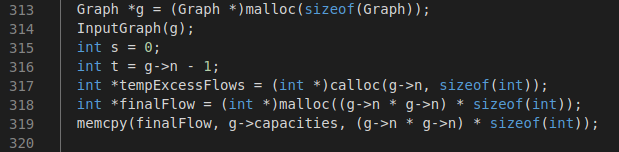 313 Graph *g = (Graph *)malloc(sizeof(Graph));
314 InputGraph(g);
315 int s = 0;
316 int t = g->n - 1;
317 int *tempExcessFlows = (int *)calloc(g->n, sizeof(int));
318 int *finalFlow = (int *)malloc((g->n * g->n) * sizeof(int));
319 memcpy(finalFlow, g->capacities, (g->n * g->n) * sizeof(int));
320